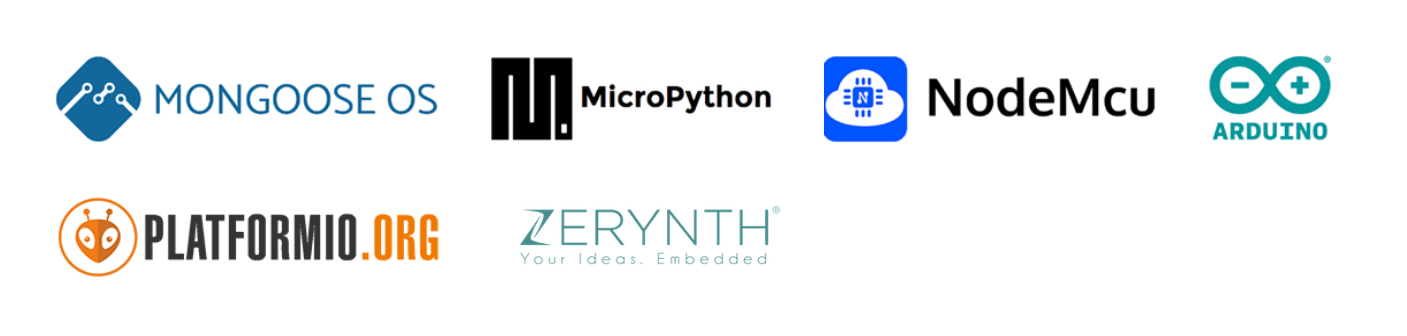 MONGOOSE OS
MicroPython
N
NodeMcu
ARDUINO
®
PLATFORMIO.ORG
ZERYNTH®
Your Ideas. Embedded